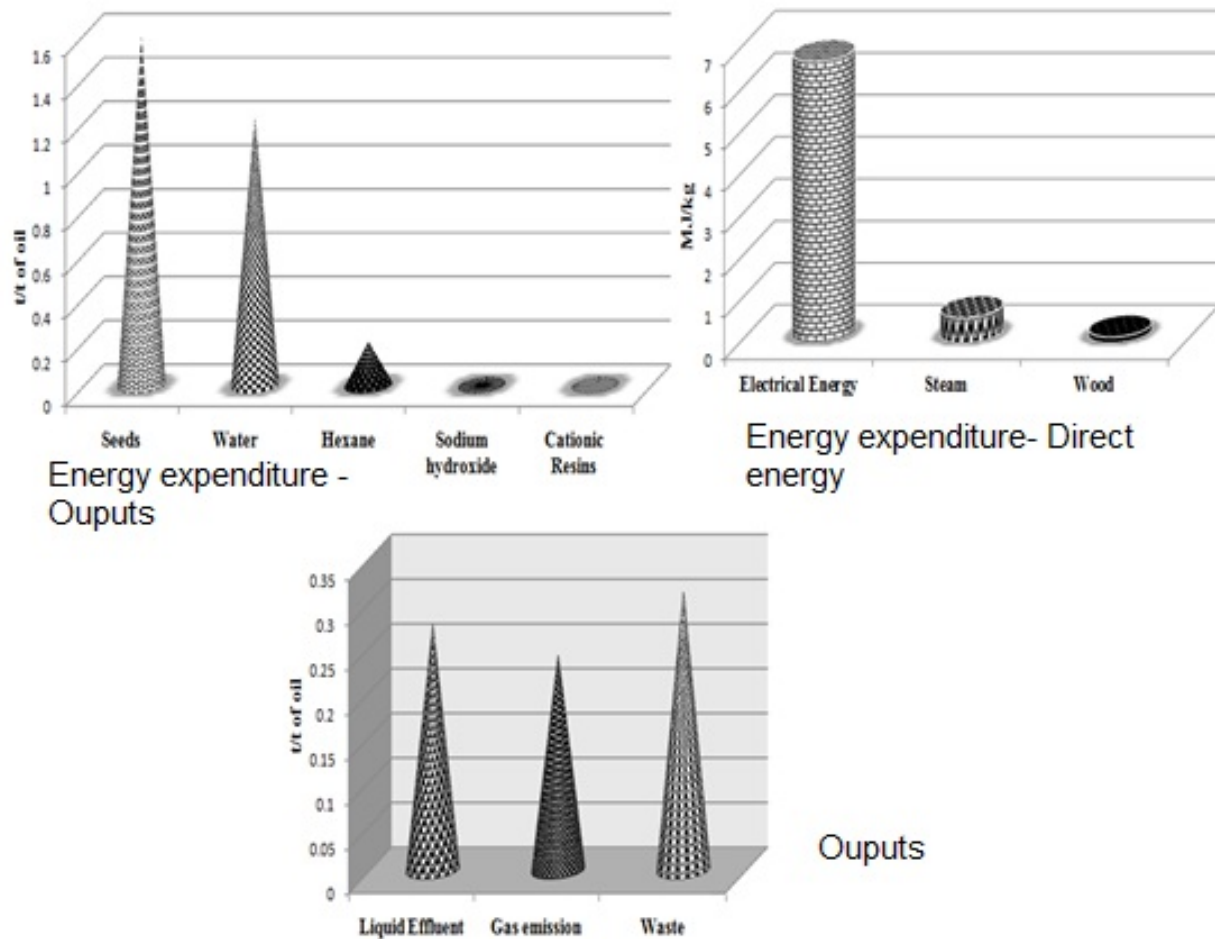 1.6
1.4
1.2
1
0.8
0.6
0.4
0.2
0
t/t of oil
Seeds Water Hexane Sodium hydroxide Cationic Resins
Energy expenditure -
Ouputs
7
6
5
4
3
2
1
0
MJ/kg
Electrical Energy Steam Wood
Energy expenditure- Direct
energy
0.35
0.3
0.25
0.2
0.15
0.1
0.05
0
t/t of oil
Liquid Effluent Gas emission Waste
Ouputs